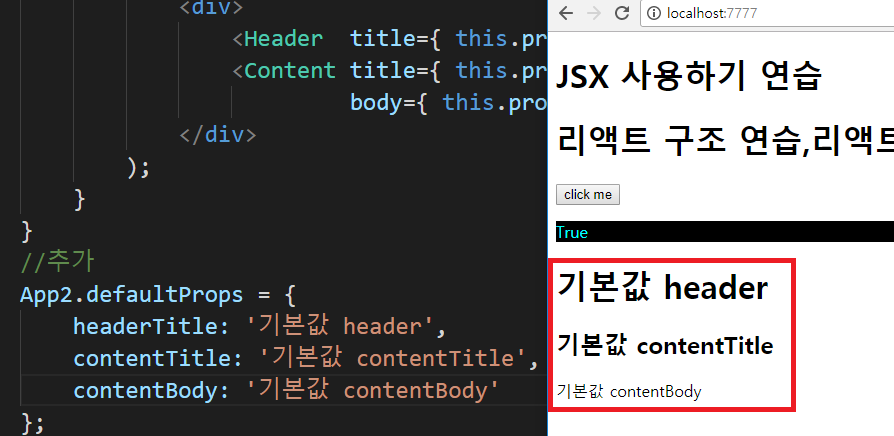 <div>
<Header title={ this.pr
<Content title={ this.pr
body={ this.pro
</div>
);
}
}
//추가
App2.defaultProps = {
headerTitle: '기본값 header',
contentTitle: '기본값 contentTitle',
contentBody: '기본값 contentBody'
};
localhost:7777
JSX 사용하기 연습
리액트 구조 연습,리액트
click me
True
기본값 header
기본값 contentTitle
기본값 contentBody